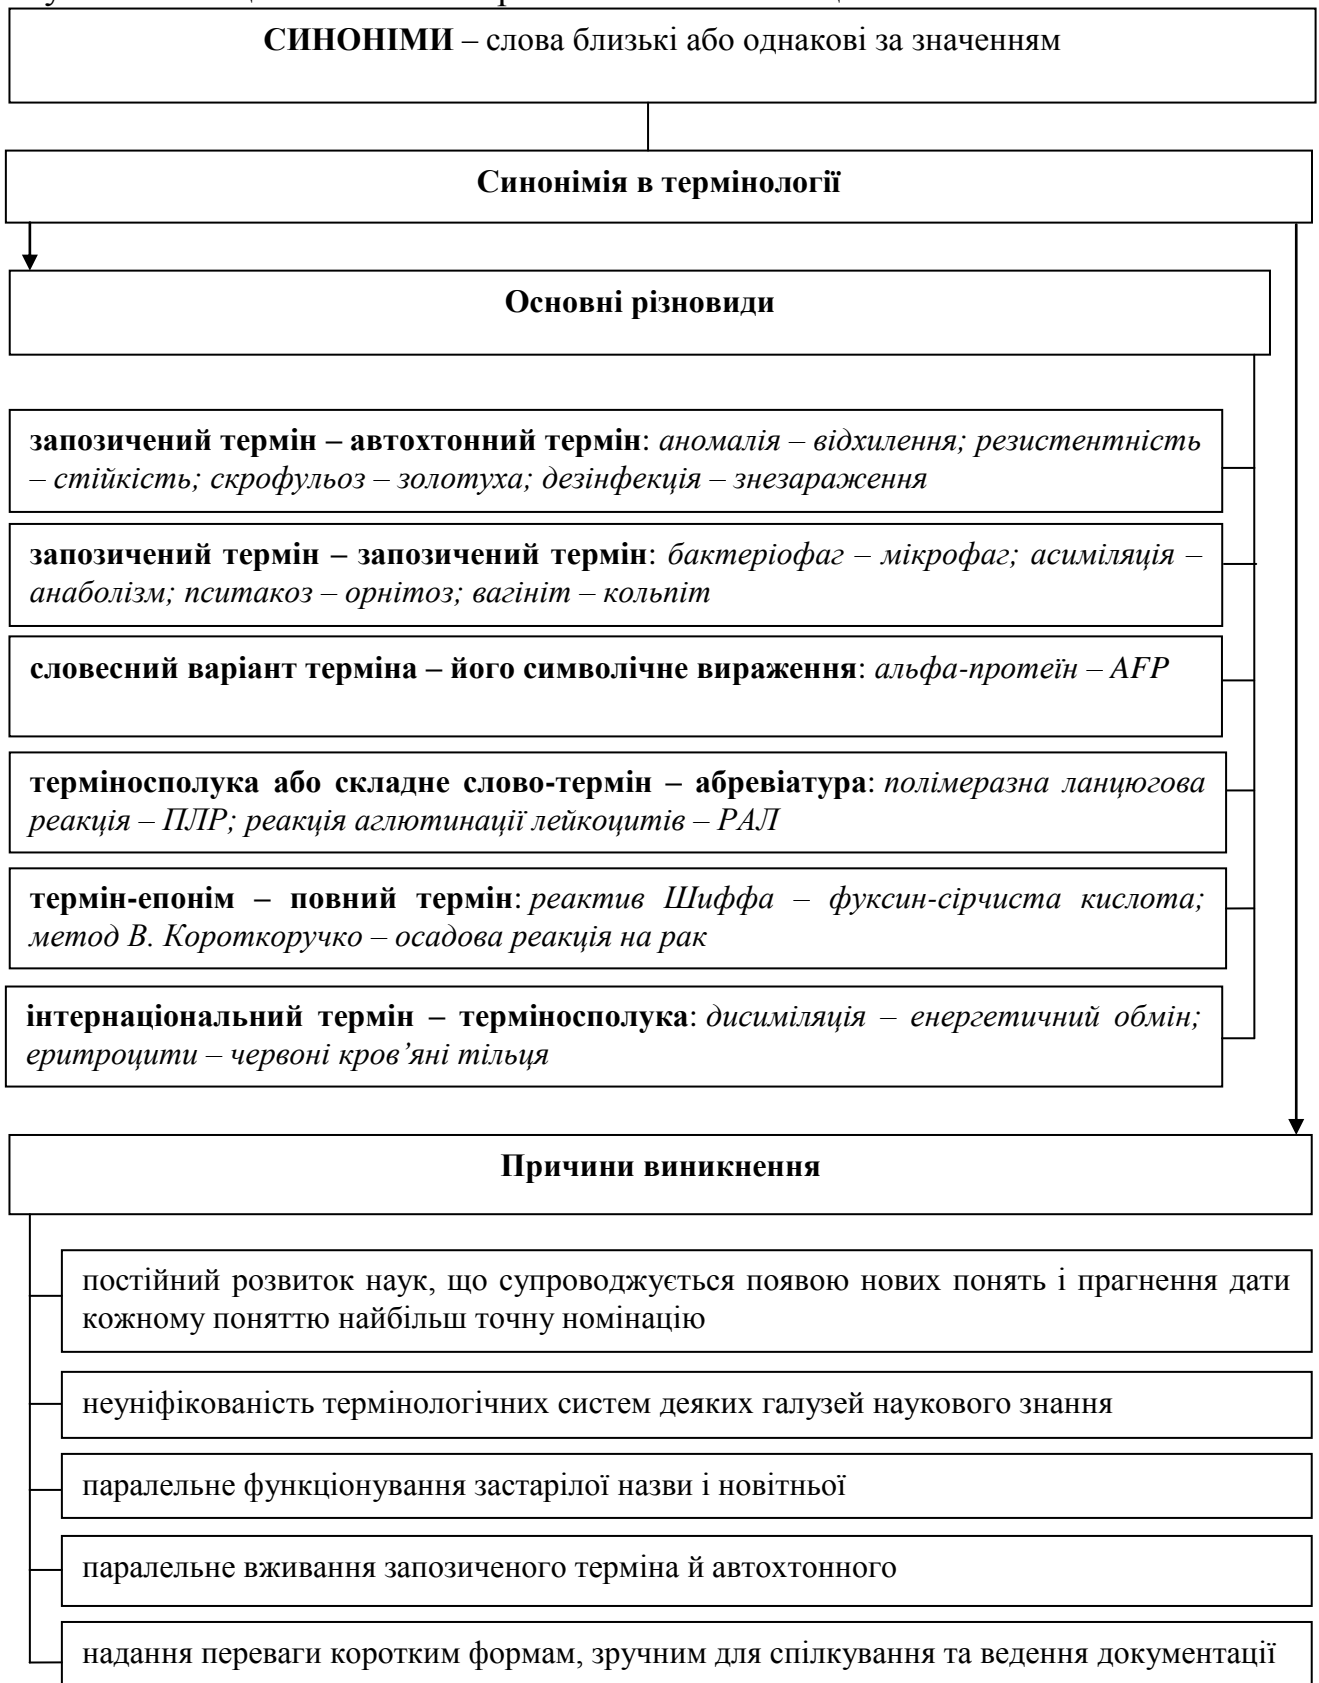 СИНОНІМИ – слова близькі або однакові за значенням
Синонімія в термінології
Основні різновиди
запозичений термін – автохтонний термін: аномалія – відхилення; резистентність
– стійкість; скрофульоз – золотуха; дезінфекція – знезараження
запозичений термін – запозичений термін: бактеріофаг – мікрофаг; асиміляція –
анаболізм; пситакоз – орнітоз; вагініт – кольпіт
словесний варіант терміна – його символічне вираження: альфа-протеїн – AFP
терміносполука або складне слово-термін – абревіатура: полімеразна ланцюгова
реакція – ПЛР; реакція аглютинації лейкоцитів – РАЛ
термін-епонім – повний термін: реактив Шиффа – фуксин-сірчиста кислота;
метод В. Короткоручко – осадова реакція на рак
інтернаціональний термін – терміносполука: дисиміляція – енергетичний обмін;
еритроцити – червоні кров’яні тільця
Причини виникнення
постійний розвиток наук, що супроводжується появою нових понять і прагнення дати
кожному поняттю найбільш точну номінацію
неуніфікованість термінологічних систем деяких галузей наукового знання
паралельне функціонування застарілої назви і новітньої
паралельне вживання запозиченого терміна й автохтонного
надання переваги коротким формам, зручним для спілкування та ведення документації